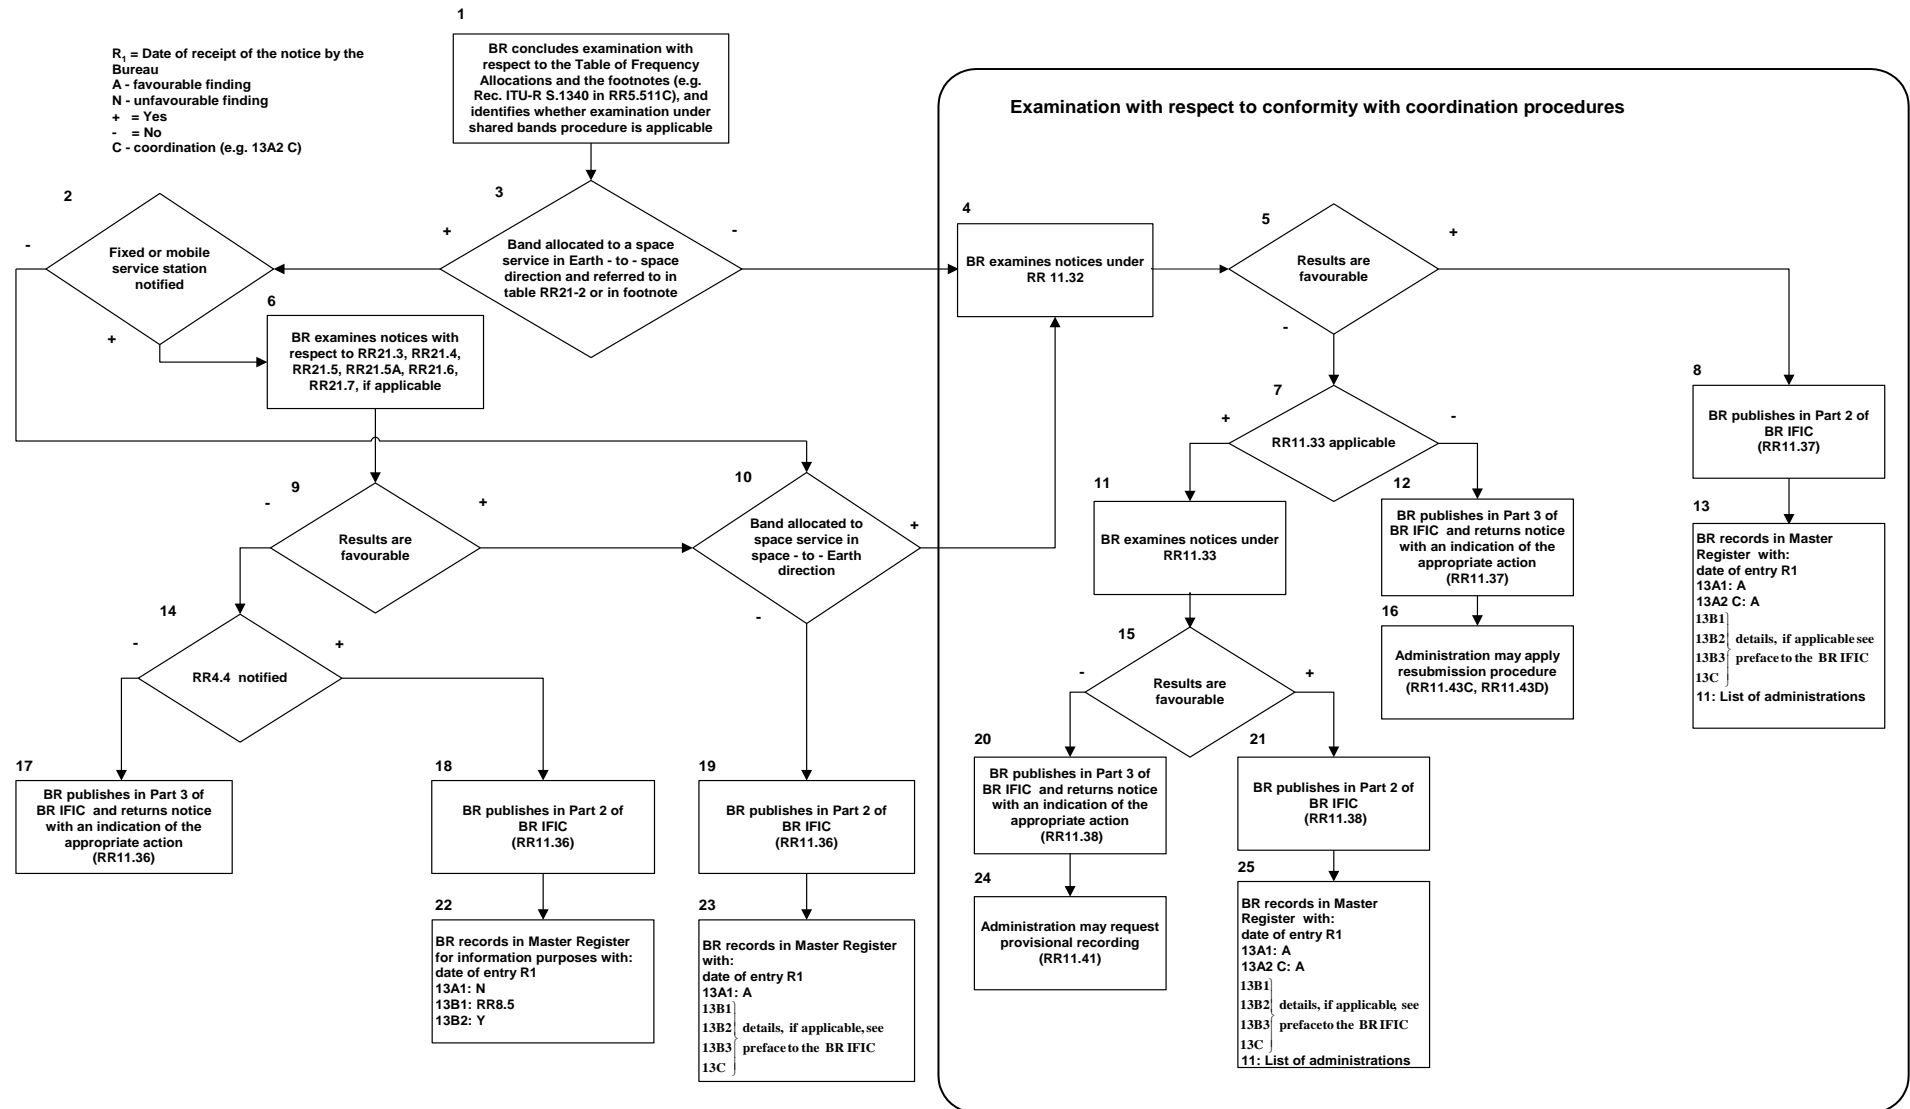 R1 = Date of receipt of the notice by the
Bureau
A - favourable finding
N - unfavourable finding
+ = Yes
- = No
C - coordination (e.g. 13A2 C)
1
BR concludes examination with
respect to the Table of Frequency
Allocations and the footnotes (e.g.
Rec. ITU-R S.1340 in RR5.511C), and
identifies whether examination under
shared bands procedure is applicable
Examination with respect to conformity with coordination procedures
2
-
Fixed or mobile
service station
notified
+
3
+
-
Band allocated to a space
service in Earth - to - space
direction and referred to in
table RR21-2 or in footnote
4
BR examines notices under
RR 11.32
5
+
Results are
favourable
-
6
BR examines notices with
respect to RR21.3, RR21.4,
RR21.5, RR21.5A, RR21.6,
RR21.7, if applicable
7
+
-
RR11.33 applicable
8
BR publishes in Part 2 of
BR IFIC
(RR11.37)
9
-
+
Results are
favourable
10
Band allocated to
space service in
space - to - Earth
direction
+
-
11
BR examines notices under
RR11.33
12
BR publishes in Part 3 of
BR IFIC and returns notice
with an indication of the
appropriate action
(RR11.37)
13
BR records in Master
Register with:
date of entry R1
13A1: A
13A2 C: A
13B1
13B2 details, if applicable see
13B3 preface to the BR IFIC
13C
11: List of administrations
14
-
+
RR4.4 notified
15
-
+
Results are
favourable
16
Administration may apply
resubmission procedure
(RR11.43C, RR11.43D)
17
BR publishes in Part 3 of
BR IFIC and returns notice
with an indication of the
appropriate action
(RR11.36)
18
BR publishes in Part 2 of
BR IFIC
(RR11.36)
19
BR publishes in Part 2 of
BR IFIC
(RR11.36)
20
BR publishes in Part 3 of
BR IFIC and returns notice
with an indication of the
appropriate action
(RR11.38)
21
BR publishes in Part 2 of
BR IFIC
(RR11.38)
22
BR records in Master Register
for information purposes with:
date of entry R1
13A1: N
13B1: RR8.5
13B2: Y
23
BR records in Master Register
with:
date of entry R1
13A1: A
13B1
13B2 details, if applicable, see
13B3 preface to the BR IFIC
13C
24
Administration may request
provisional recording
(RR11.41)
25
BR records in Master
Register with:
date of entry R1
13A1: A
13A2 C: A
13B1
13B2 details, if applicable, see
13B3 preface to the BR IFIC
13C
11: List of administrations